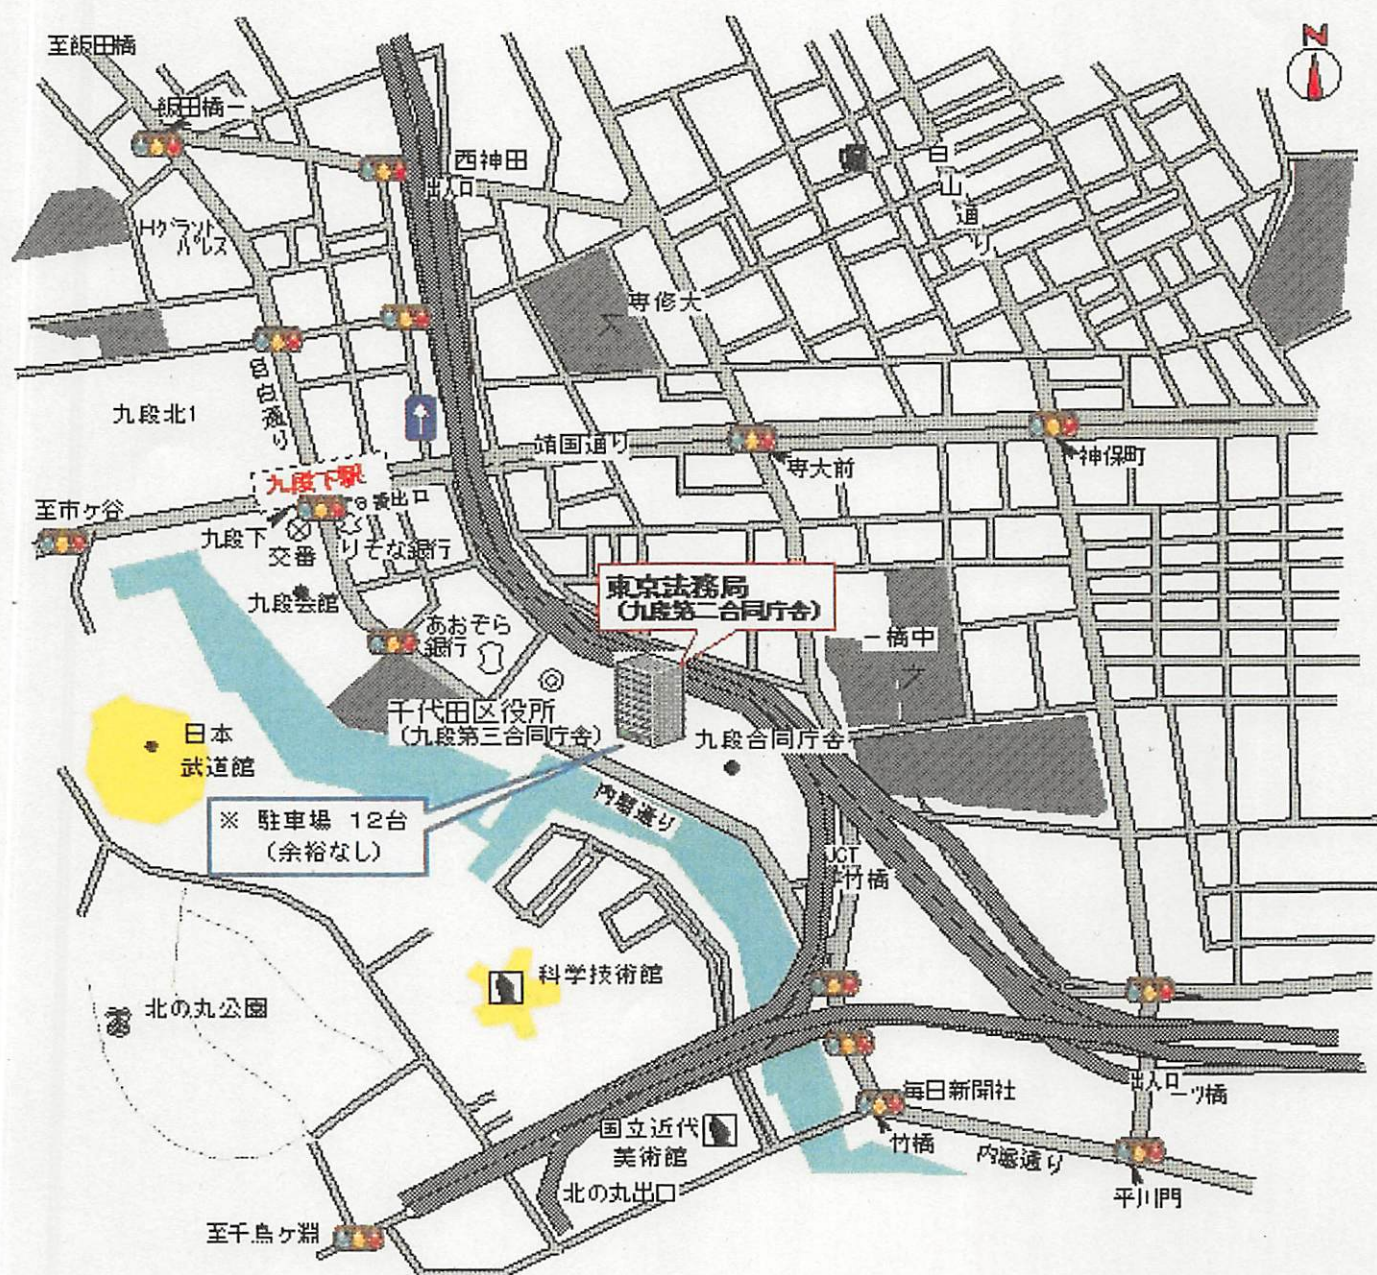 N
至飯田橋
飯田橋一
西神田
出入口
白山通り
Hグランド
パレス
専修大
目白通り
九段北1
靖国通り
専大前
神保町
九段下駅
至市ヶ谷
九段下
交番
りそな銀行
九段会館
東京法務局
(九段第二合同庁舎)
あおぞら
銀行
一橋中
千代田区役所
(九段第三合同庁舎)
九段合同庁舎
日本
武道館
※ 駐車場 12台
(余裕なし)
内堀通り
JCT
竹橋
科学技術館
北の丸公園
出入口
一ツ橋
毎日新聞社
国立近代
美術館
竹橋
内堀通り
北の丸出口
平川門
至千鳥ヶ淵